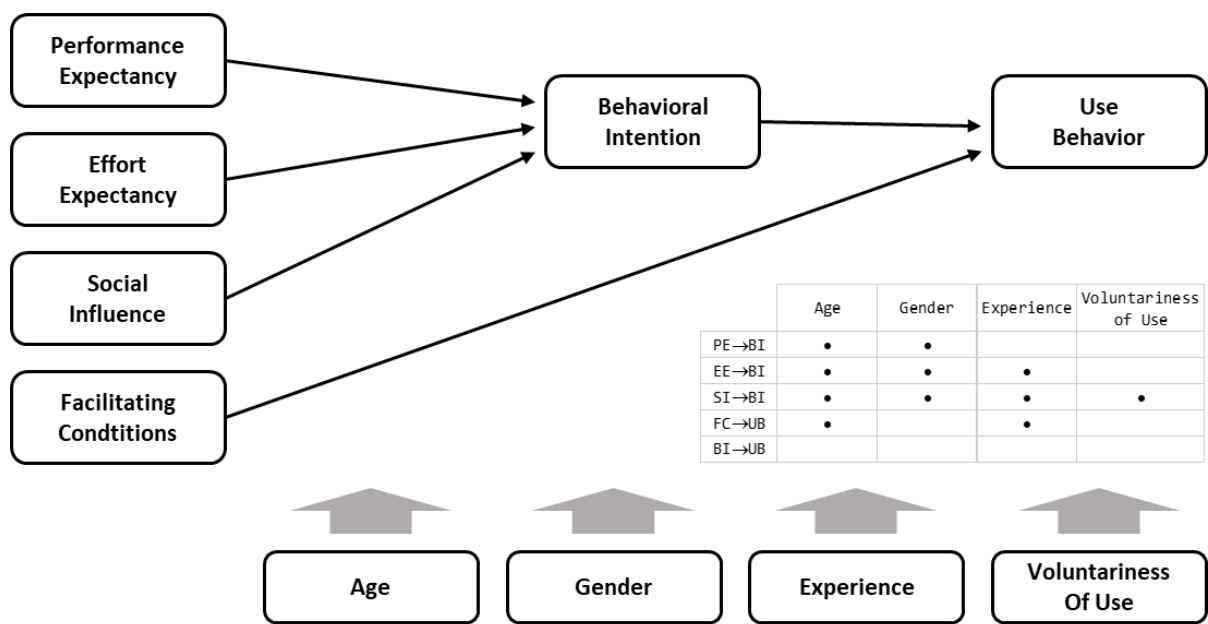 Performance
Expectancy
Effort
Expectancy
Social
Influence
Facilitating
Condtitions
Behavioral
Intention
Use
Behavior
Age Gender Experience Voluntariness
of Use
PE→BI • •
EE→BI • • •
SI→BI • • • •
FC→UB • •
BI→UB
Age
Gender
Experience
Voluntariness
Of Use